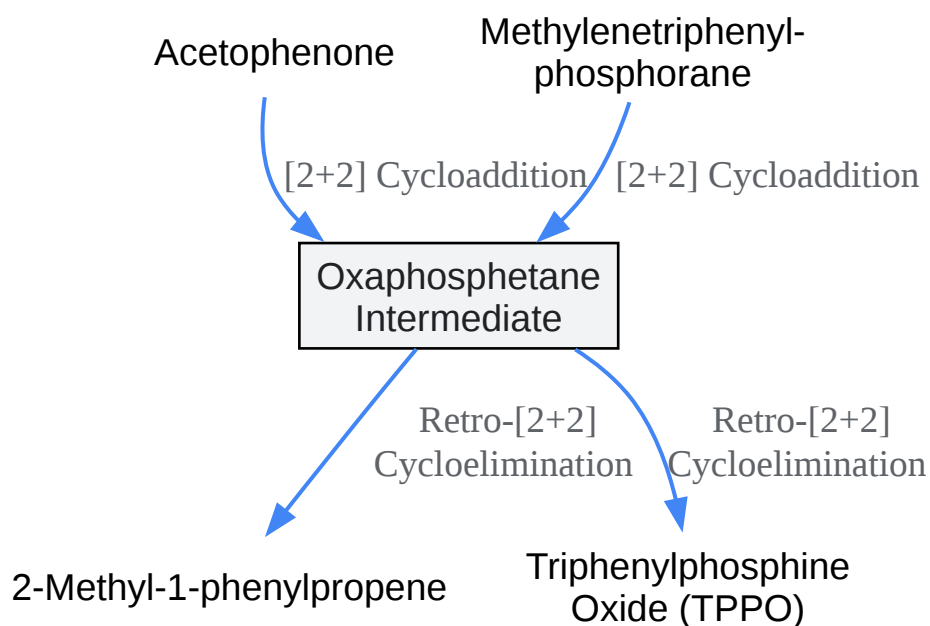 Acetophenone
Methylenetriphenyl-
phosphorane
[2+2] Cycloaddition
[2+2] Cycloaddition
Oxaphosphetane
Intermediate
Retro-[2+2]
Cycloelimination
Retro-[2+2]
Cycloelimination
2-Methyl-1-phenylpropene
Triphenylphosphine
Oxide (TPPO)